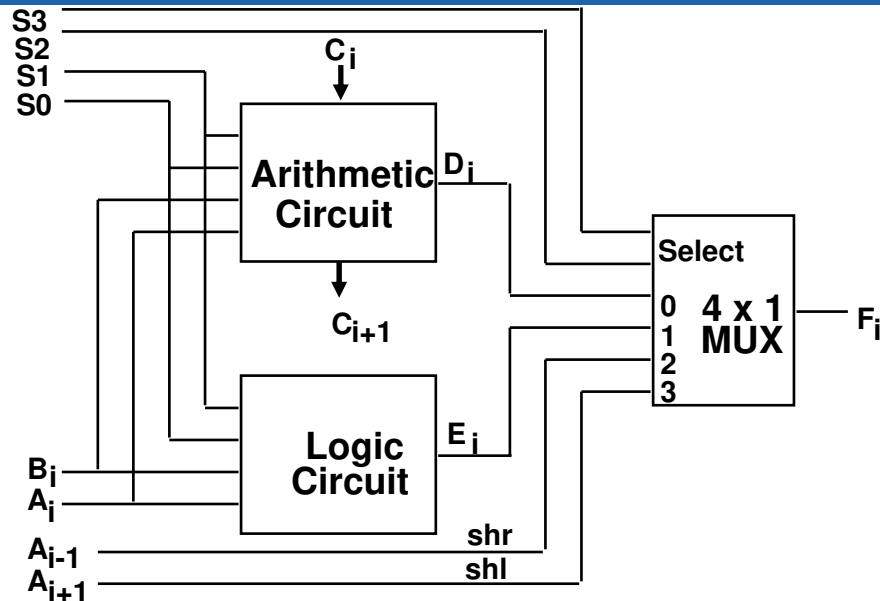 S3
S2
S1
S0
Ci
Arithmetic
Circuit
Di
Ci+1
Select
0
1
2
3
4 x 1
MUX
Fi
Logic
Circuit
Ei
Bi
Ai
Ai-1
shr
Ai+1
shl